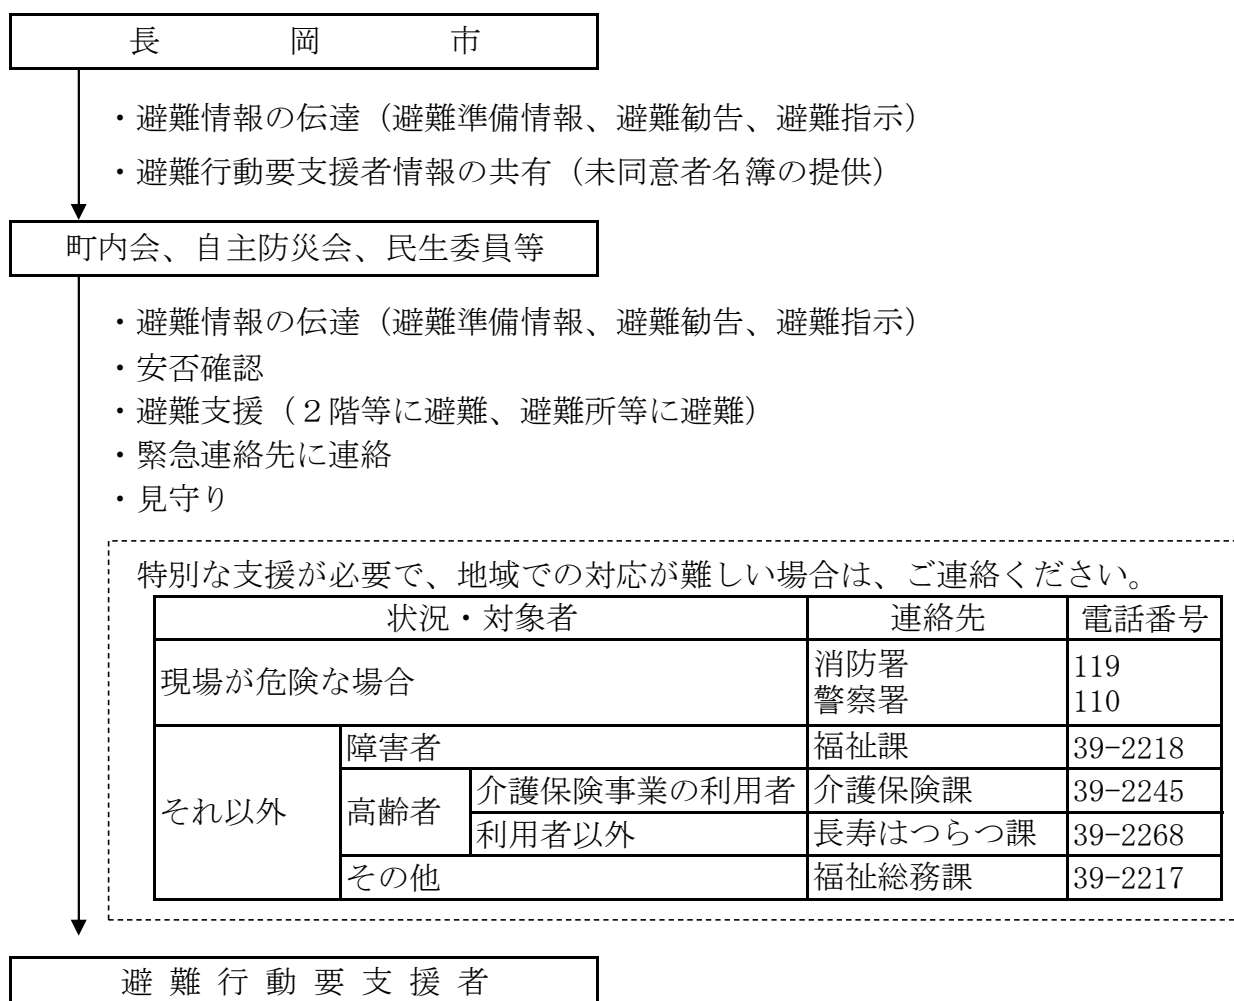 長岡市
・避難情報の伝達（避難準備情報、避難勧告、避難指示）
・避難行動要支援者情報の共有（未同意者名簿の提供）
町内会、自主防災会、民生委員等
・避難情報の伝達（避難準備情報、避難勧告、避難指示）
・安否確認
・避難支援（２階等に避難、避難所等に避難）
・緊急連絡先に連絡
・見守り
特別な支援が必要で、地域での対応が難しい場合は、ご連絡ください。
状況・対象者 連絡先 電話番号
現場が危険な場合
消防署 119
警察署 110
それ以外
障害者 福祉課 39-2218
高齢者
介護保険事業の利用者 介護保険課 39-2245
利用者以外 長寿はつらつ課 39-2268
その他 福祉総務課 39-2217
避難行動要支援者